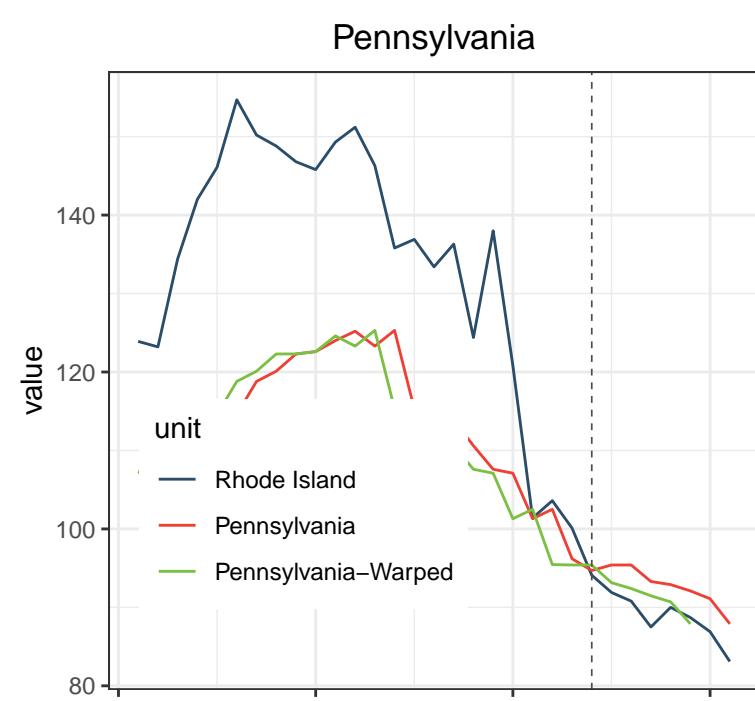 Pennsylvania
140
120
100
80
value
unit
Rhode Island
Pennsylvania
Pennsylvania−Warped